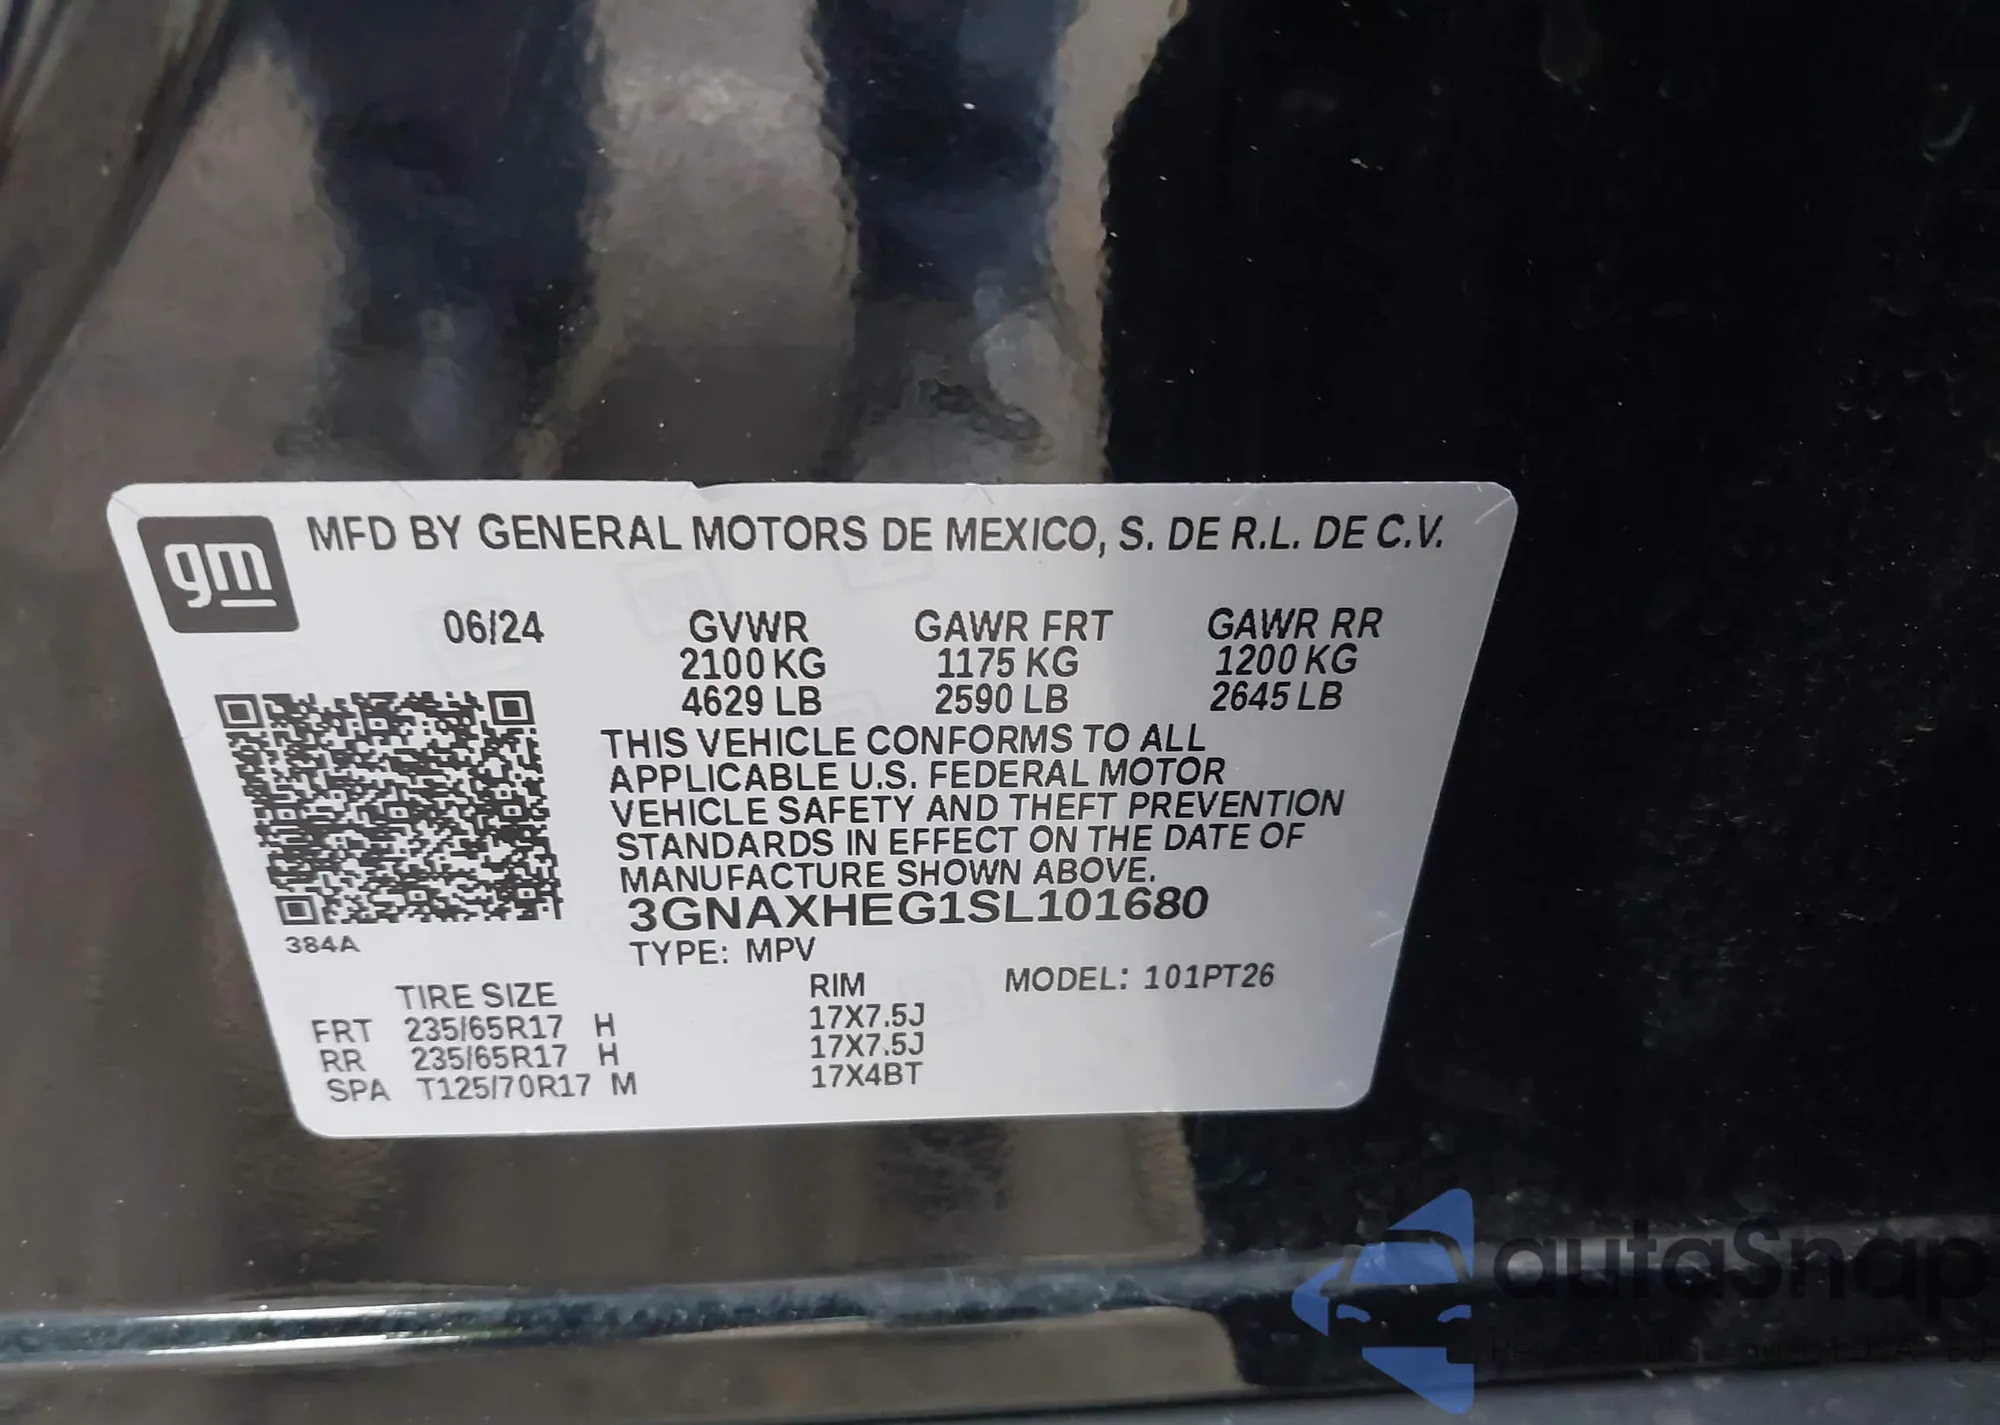 gm
MFD BY GENERAL MOTORS DE MEXICO, S. DE R.L. DE C.V.
06/24 GVWR GAWR FRT GAWR RR
2100 KG 1175 KG 1200 KG
4629 LB 2590 LB 2645 LB
THIS VEHICLE CONFORMS TO ALL
APPLICABLE U.S. FEDERAL MOTOR
VEHICLE SAFETY AND THEFT PREVENTION
STANDARDS IN EFFECT ON THE DATE OF
MANUFACTURE SHOWN ABOVE.
3GNAXHEG1SL101680
384A
TYPE: MPV
TIRE SIZE RIM MODEL: 101PT26
FRT 235/65R17 H 17X7.5J
RR 235/65R17 H 17X7.5J
SPA T125/70R17 M 17X4BT
autaSnap